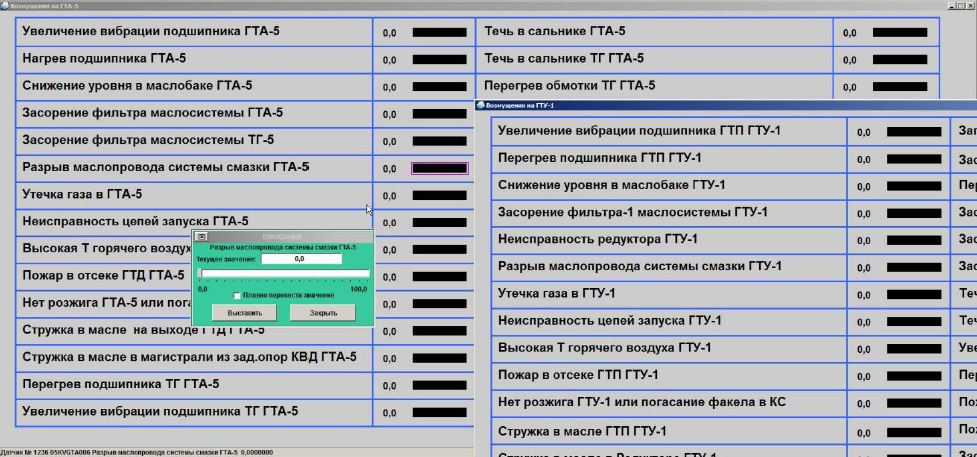 Возмущения на ГТА-5
Увеличение вибрации подшипника ГТА-5 0,0
Нагрев подшипника ГТА-5 0,0
Снижение уровня в маслобаке ГТА-5 0,0
Засорение фильтра маслосистемы ГТА-5 0,0
Засорение фильтра маслосистемы ТГ-5 0,0
Разрыв маслопровода системы смазки ГТА-5 0,0
Утечка газа в ГТА-5 0,0
Неисправность цепей запуска ГТА-5 0,0
Высокая Т горячего воздух 0,0
Пожар в отсеке ГТД ГТА-5 0,0
Нет розжига ГТА-5 или пога 0,0
Стружка в масле на выходе ГТД ГТА-5 0,0
Стружка в масле в магистрали из зад.опор КВД ГТА-5 0,0
Перегрев подшипника ТГ ГТА-5 0,0
Увеличение вибрации подшипника ТГ ГТА-5 0,0
Течь в сальнике ГТА-5 0,0
Течь в сальнике ТГ ГТА-5 0,0
Перегрев обмотки ТГ ГТА-5 0,0
05KVGTA006
Разрыв маслопровода системы смазки ГТА-5
Текущее значение: 0,0
0,0 100,0
Плавно перевести значение
Выставить Закрыть
Возмущения на ГТУ-1
Увеличение вибрации подшипника ГТП ГТУ-1 0,0 Заг
Перегрев подшипника ГТП ГТУ-1 0,0 Зас
Снижение уровня в маслобаке ГТУ-1 0,0 Пер
Засорение фильтра-1 маслосистемы ГТУ-1 0,0 Зас
Неисправность редуктора ГТУ-1 0,0 Зас
Разрыв маслопровода системы смазки ГТУ-1 0,0 Зас
Утечка газа в ГТУ-1 0,0 Теч
Неисправность цепей запуска ГТУ-1 0,0 Теч
Высокая Т горячего воздуха ГТУ-1 0,0 Уве
Пожар в отсеке ГТП ГТУ-1 0,0 Пер
Нет розжига ГТУ-1 или погасание факела в КС 0,0 Пож
Стружка в масле ГТП ГТУ-1 0,0 Пож
Датчик № 1236 05KVGTA006 Разрыв маслопровода системы смазки ГТА-5 0,0000000